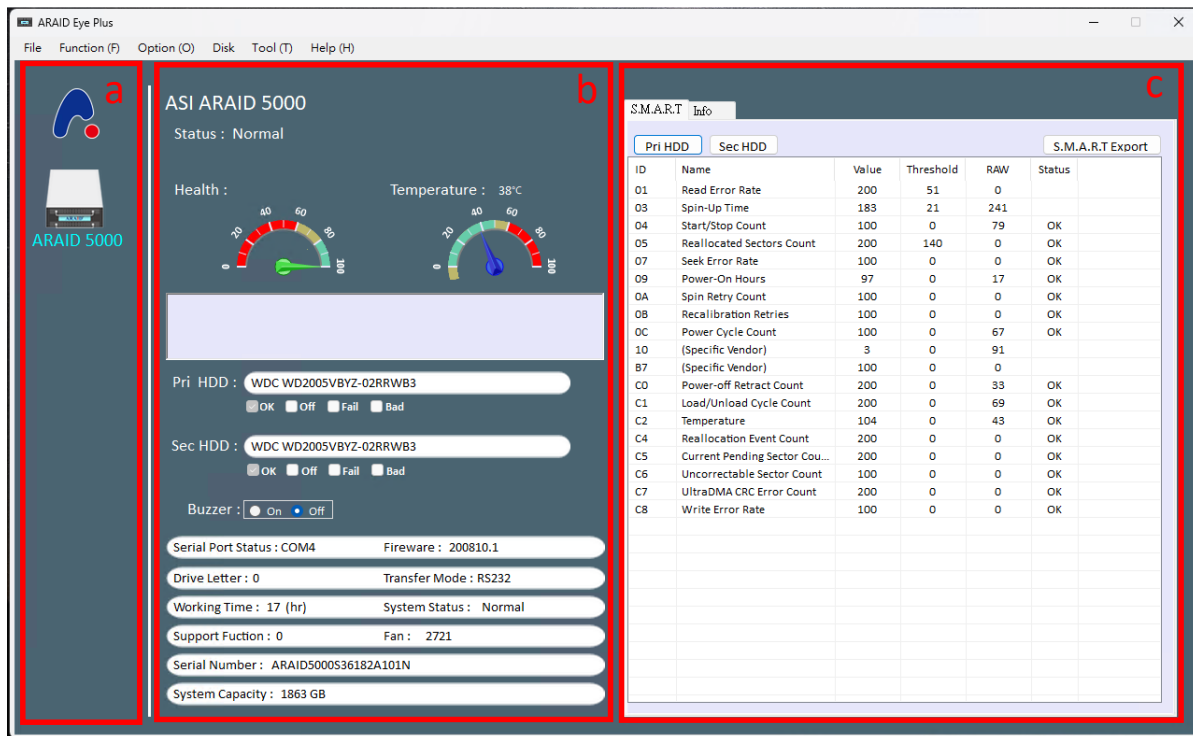 ARAID Eye Plus
File Function (F) Option (O) Disk Tool (T) Help (H)
a
ARAID 5000
b
ASI ARAID 5000
Status : Normal
Health :
0 20 40 60 80 100
Temperature : 38°C
0 20 40 60 80 100
Pri HDD : WDC WD2005VBYZ-02RRWB3
OK Off Fail Bad
Sec HDD : WDC WD2005VBYZ-02RRWB3
OK Off Fail Bad
Buzzer : On Off
Serial Port Status : COM4 Fireware : 200810.1
Drive Letter : 0 Transfer Mode : RS232
Working Time : 17 (hr) System Status : Normal
Support Fuction : 0 Fan : 2721
Serial Number : ARAID5000S36182A101N
System Capacity : 1863 GB
c
S.M.A.R.T Info
Pri HDD Sec HDD S.M.A.R.T Export
ID Name Value Threshold RAW Status
01 Read Error Rate 200 51 0
03 Spin-Up Time 183 21 241
04 Start/Stop Count 100 0 79 OK
05 Reallocated Sectors Count 200 140 0 OK
07 Seek Error Rate 100 0 0 OK
09 Power-On Hours 97 0 17 OK
0A Spin Retry Count 100 0 0 OK
0B Recalibration Retries 100 0 0 OK
0C Power Cycle Count 100 0 67 OK
10 (Specific Vendor) 3 0 91
B7 (Specific Vendor) 100 0 0
C0 Power-off Retract Count 200 0 33 OK
C1 Load/Unload Cycle Count 200 0 69 OK
C2 Temperature 104 0 43 OK
C4 Reallocation Event Count 200 0 0 OK
C5 Current Pending Sector Cou... 200 0 0 OK
C6 Uncorrectable Sector Count 100 0 0 OK
C7 UltraDMA CRC Error Count 200 0 0 OK
C8 Write Error Rate 100 0 0 OK